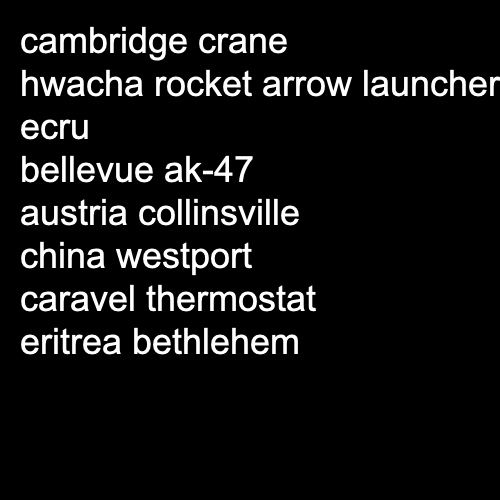 cambridge crane
hwacha rocket arrow launcher
ecru
bellevue ak-47
austria collinsville
china westport
caravel thermostat
eritrea bethlehem